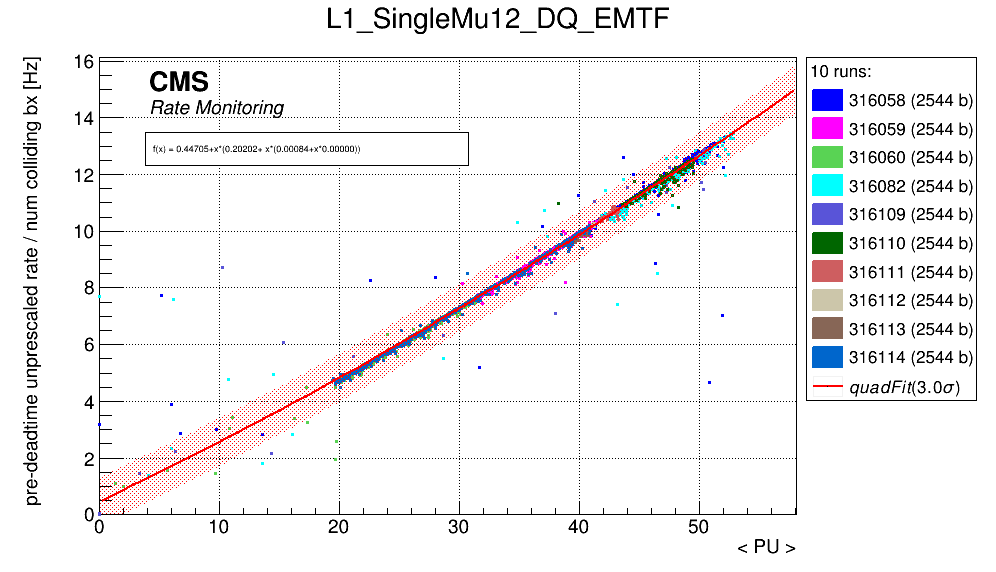 L1_SingleMu12_DQ_EMTF
pre-deadtime unprescaled rate / num colliding bx [Hz]
16
14
12
10
8
6
4
2
0
CMS
Rate Monitoring
f(x) = 0.44705+x*(0.20202+ x*(0.00084+x*0.00000))
0 10 20 30 40 50
< PU >
10 runs:
316058 (2544 b)
316059 (2544 b)
316060 (2544 b)
316082 (2544 b)
316109 (2544 b)
316110 (2544 b)
316111 (2544 b)
316112 (2544 b)
316113 (2544 b)
316114 (2544 b)
quadFit(3.0σ)